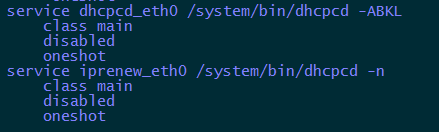 service dhcpcd_eth0 /system/bin/dhcpcd -ABKL
class main
disabled
oneshot
service iprenew_eth0 /system/bin/dhcpcd -n
class main
disabled
oneshot